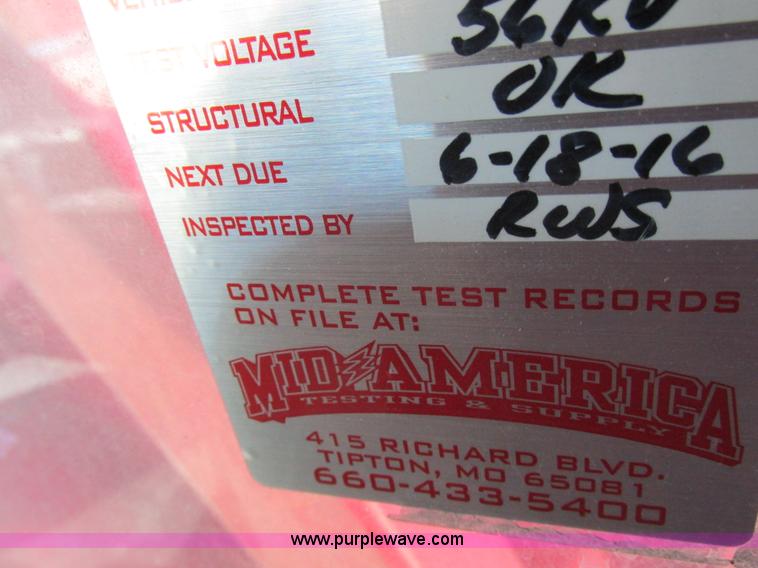 TEST VOLTAGE 56KV
STRUCTURAL OK
NEXT DUE 6-18-16
INSPECTED BY RWS
COMPLETE TEST RECORDS
ON FILE AT:
MID AMERICA
TESTING & SUPPLY
415 RICHARD BLVD.
TIPTON, MO 65081
660-433-5400
www.purplewave.com